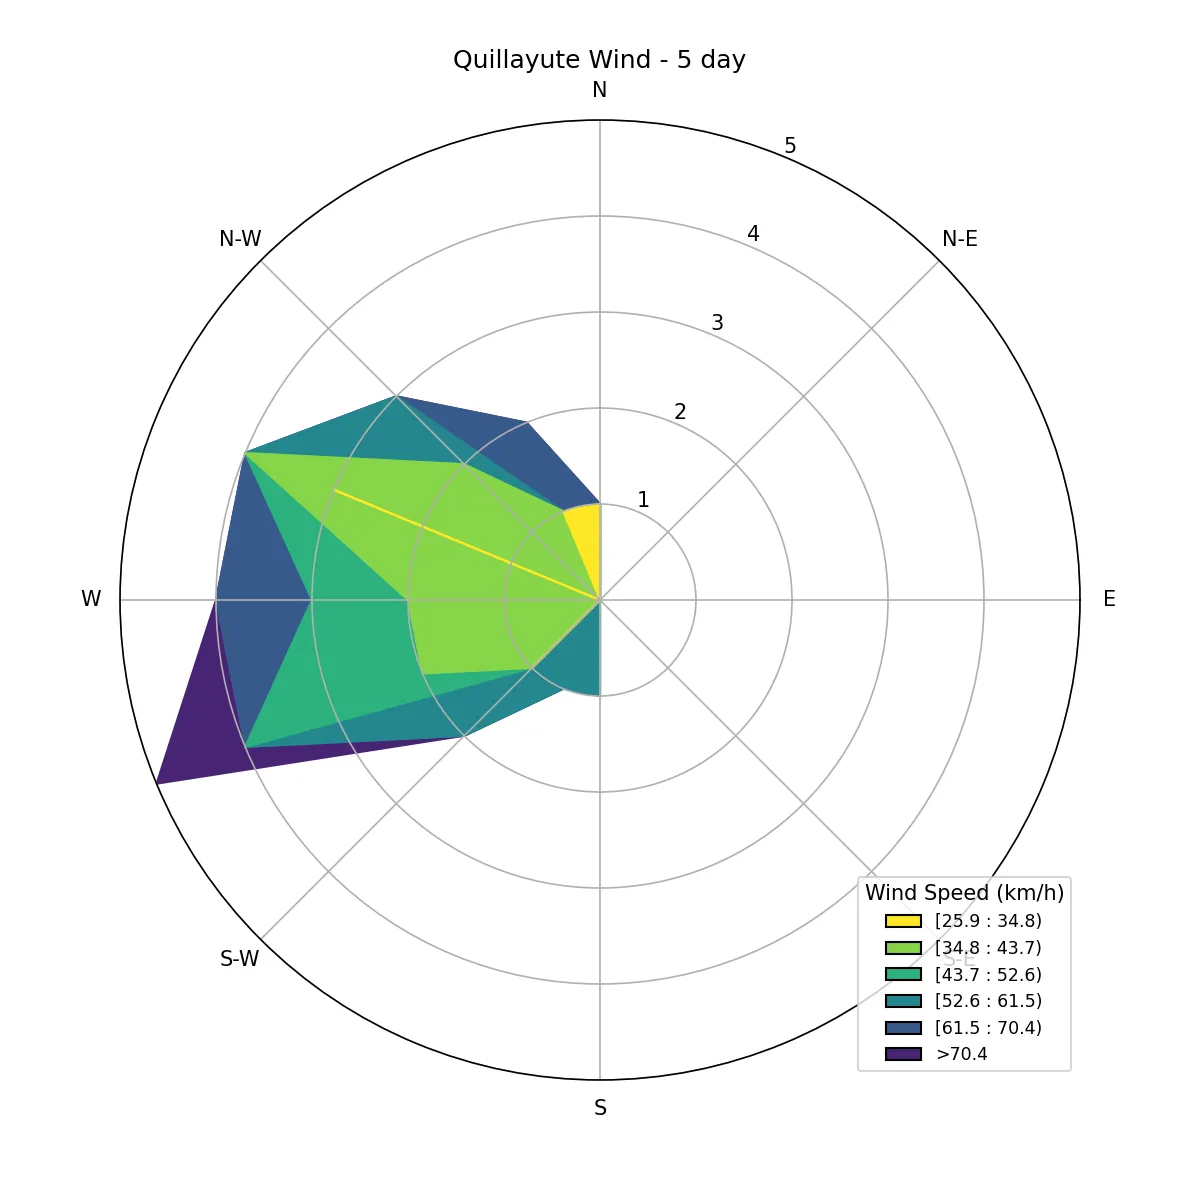 Quillayute Wind - 5 day
N
5
N-W
4
N-E
3
2
1
W
E
S-W
S-E
S
Wind Speed (km/h)
[25.9 : 34.8)
[34.8 : 43.7)
[43.7 : 52.6)
[52.6 : 61.5)
[61.5 : 70.4)
>70.4